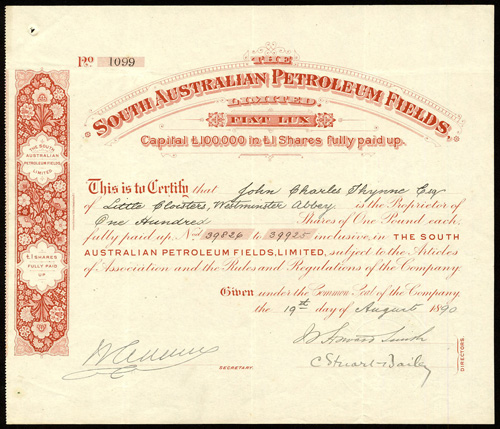 No 1099
THE
SOUTH AUSTRALIAN PETROLEUM FIELDS,
LIMITED.
FIAT LUX
Capital £100,000 in £1 Shares fully paid up.
THE SOUTH
AUSTRALIAN
PETROLEUM FIELDS,
LIMITED
£1 SHARES
FULLY PAID
UP
This is to Certify that John Charles Thynne Esq
of Little Cloisters, Westminster Abbey is the Proprietor of
One Hundred Shares of One Pound each,
fully paid up, Nos 39826 to 39925 inclusive, in THE SOUTH
AUSTRALIAN PETROLEUM FIELDS, LIMITED, subject to the Articles
of Association and the Rules and Regulations of the Company.
Given under the Common Seal of the Company,
the 19th day of August 1890
Howard Smith
C Stuart-Bailey
SECRETARY.
DIRECTORS.